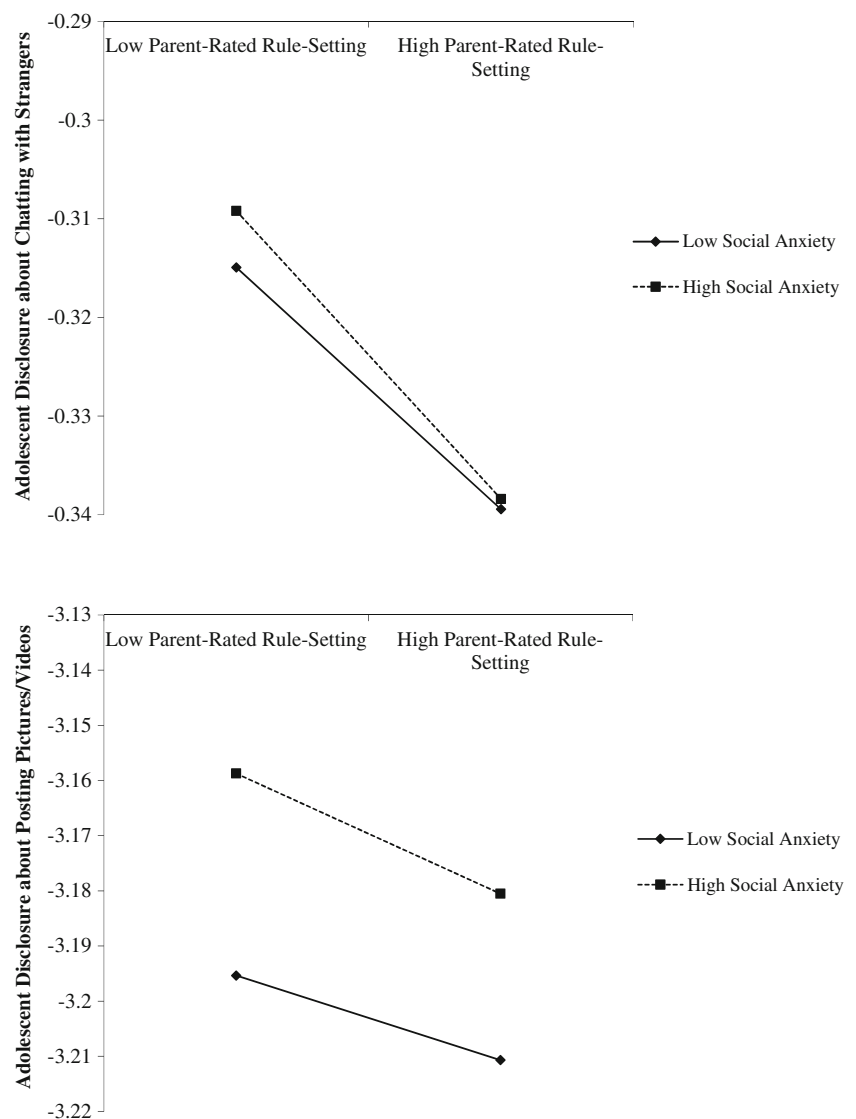 Adolescent Disclosure about Chatting with Strangers
-0.29
-0.3
-0.31
-0.32
-0.33
-0.34
Low Parent-Rated Rule-Setting
High Parent-Rated Rule-
Setting
Low Social Anxiety
High Social Anxiety
Adolescent Disclosure about Posting Pictures/Videos
-3.13
-3.14
-3.15
-3.16
-3.17
-3.18
-3.19
-3.2
-3.21
-3.22
Low Parent-Rated Rule-Setting
High Parent-Rated Rule-
Setting
Low Social Anxiety
High Social Anxiety